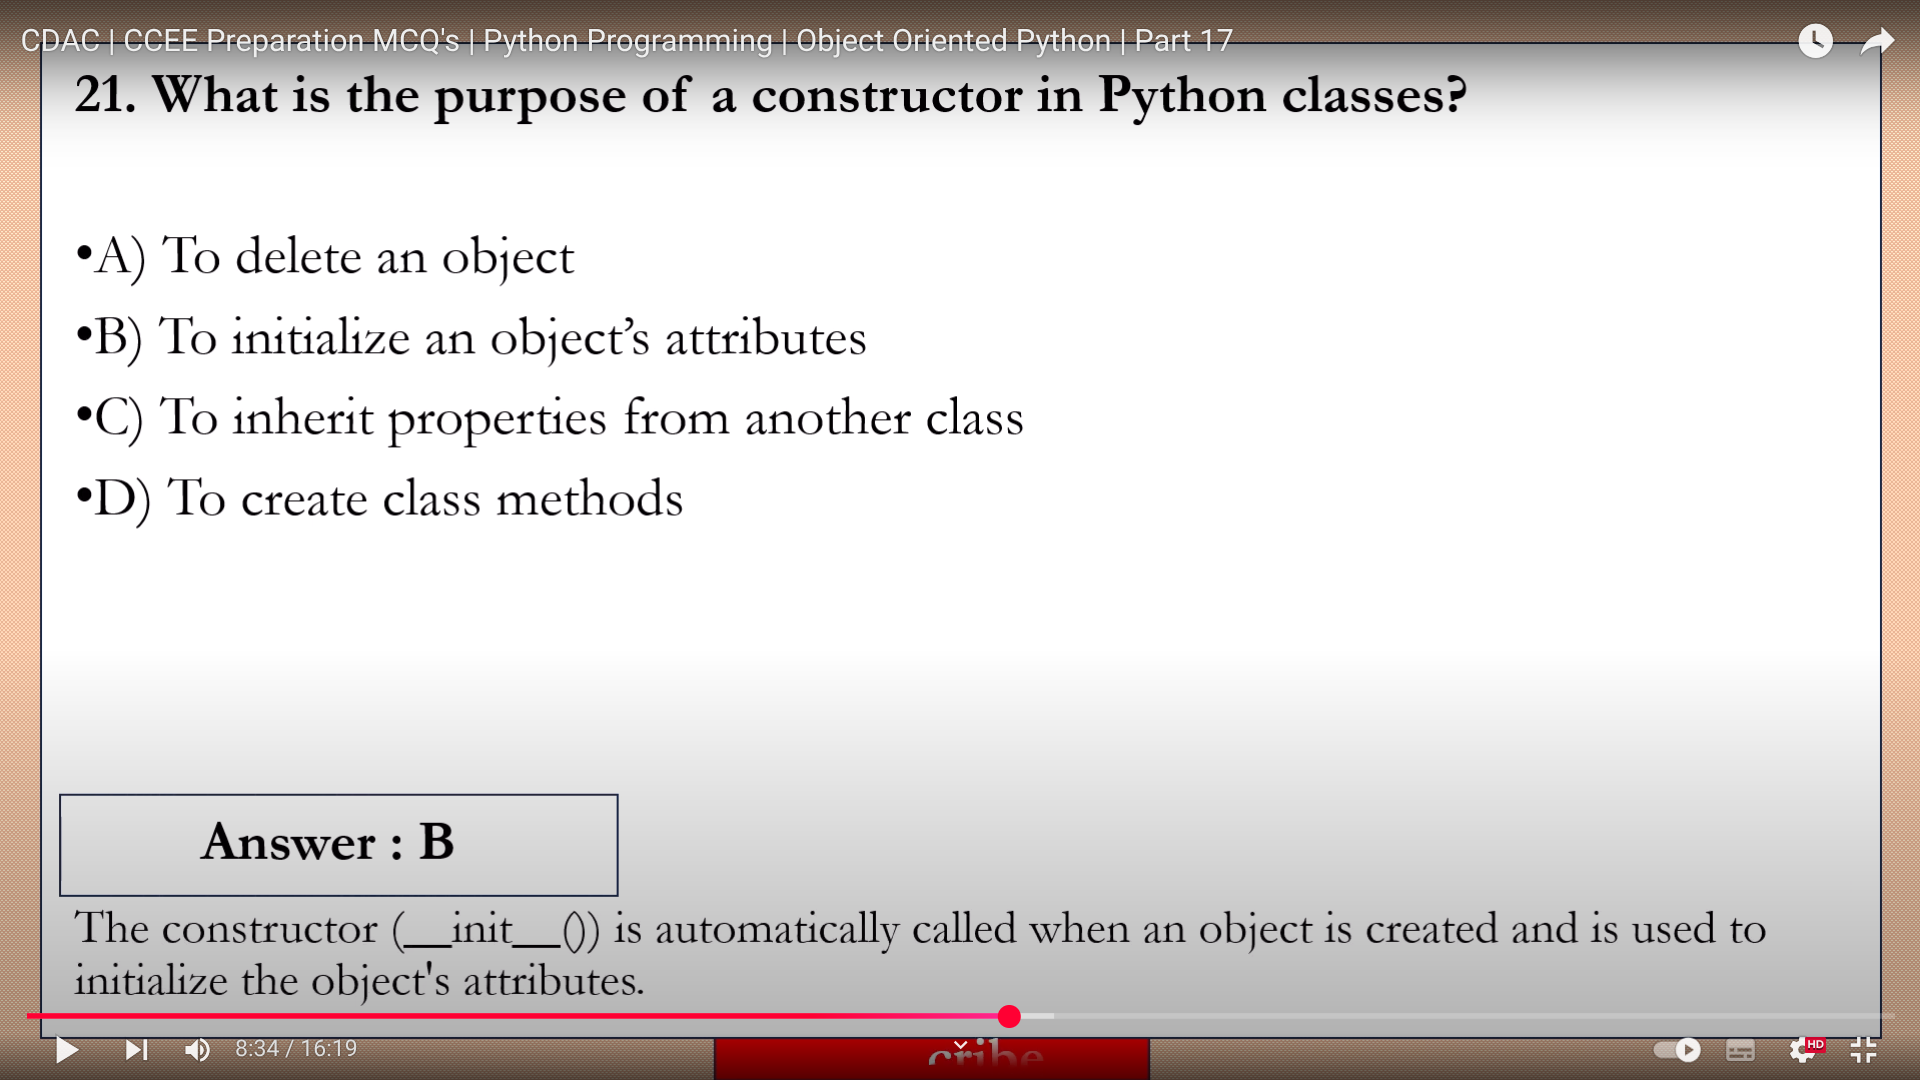 CDAC | CCEE Preparation MCQ's | Python Programming | Object Oriented Python | Part 17
21. What is the purpose of a constructor in Python classes?
•A) To delete an object
•B) To initialize an object’s attributes
•C) To inherit properties from another class
•D) To create class methods
Answer : B
The constructor (__init__()) is automatically called when an object is created and is used to
initialize the object's attributes.
8:34 / 16:19
HD